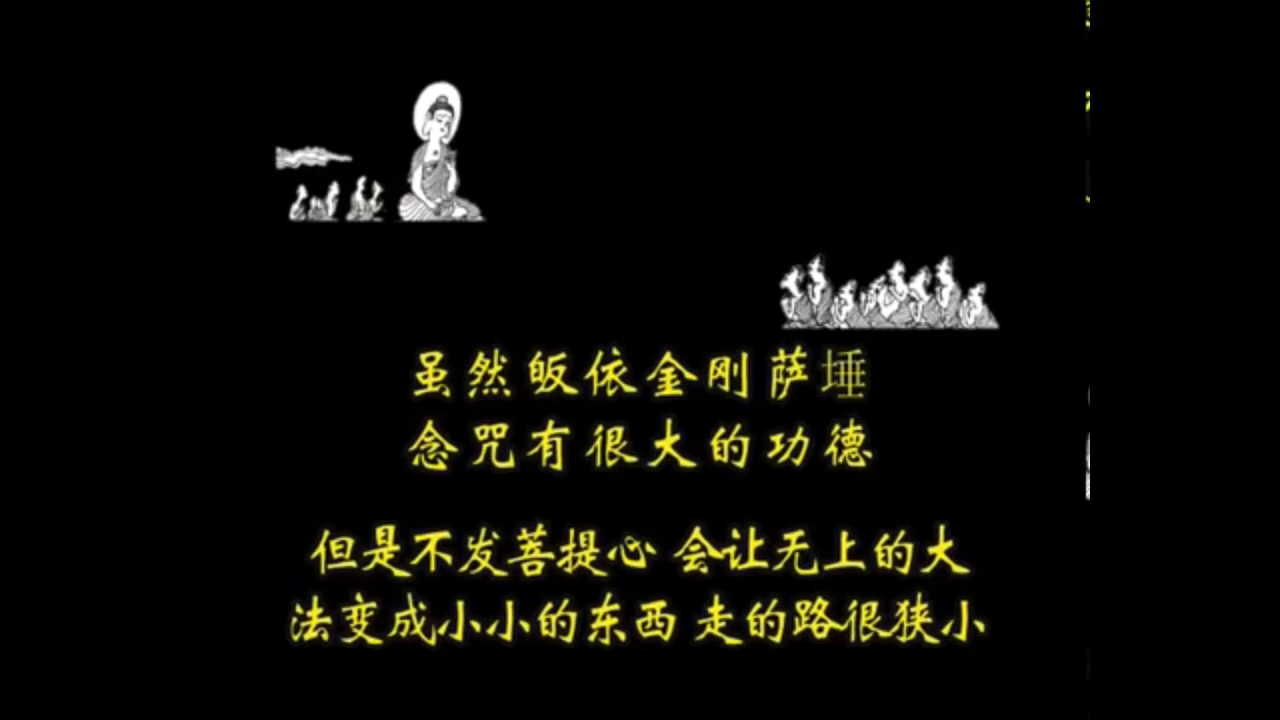 虽然皈依金刚萨埵
念咒有很大的功德
但是不发菩提心 会让无上的大
法变成小小的东西 走的路很狭小